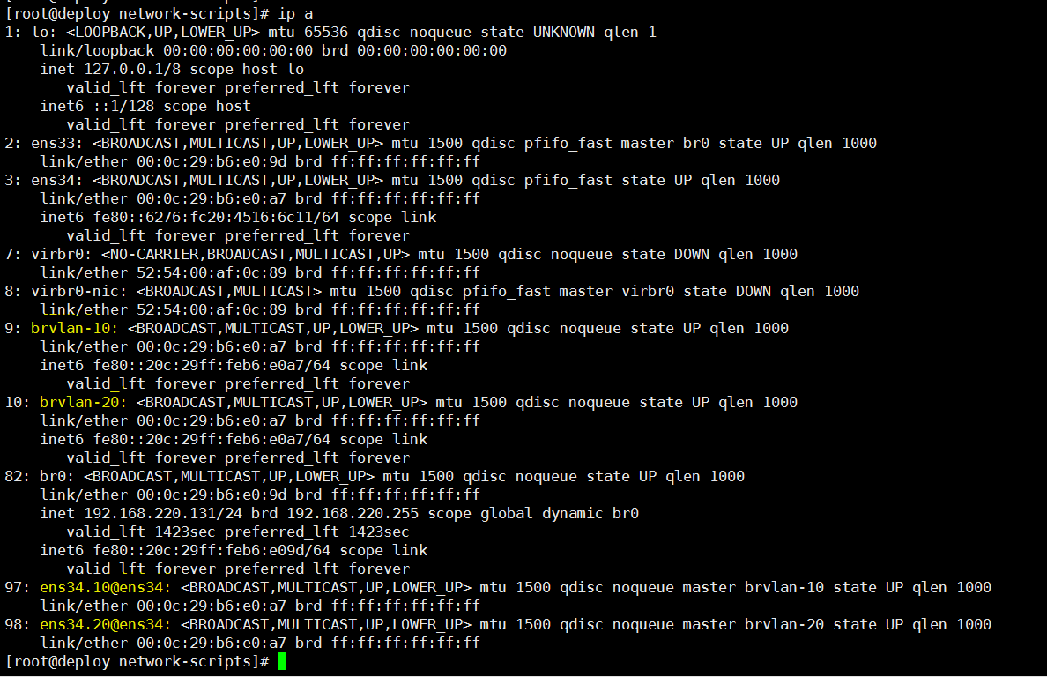 [root@deploy network-scripts]# ip a
1: lo: <LOOPBACK,UP,LOWER_UP> mtu 65536 qdisc noqueue state UNKNOWN qlen 1
    link/loopback 00:00:00:00:00:00 brd 00:00:00:00:00:00
    inet 127.0.0.1/8 scope host lo
       valid_lft forever preferred_lft forever
    inet6 ::1/128 scope host
       valid_lft forever preferred_lft forever
2: ens33: <BROADCAST,MULTICAST,UP,LOWER_UP> mtu 1500 qdisc pfifo_fast master br0 state UP qlen 1000
    link/ether 00:0c:29:b6:e0:9d brd ff:ff:ff:ff:ff:ff
3: ens34: <BROADCAST,MULTICAST,UP,LOWER_UP> mtu 1500 qdisc pfifo_fast state UP qlen 1000
    link/ether 00:0c:29:b6:e0:a7 brd ff:ff:ff:ff:ff:ff
    inet6 fe80::6276:fc20:4516:6c11/64 scope link
       valid_lft forever preferred_lft forever
7: virbr0: <NO-CARRIER,BROADCAST,MULTICAST,UP> mtu 1500 qdisc noqueue state DOWN qlen 1000
    link/ether 52:54:00:af:0c:89 brd ff:ff:ff:ff:ff:ff
8: virbr0-nic: <BROADCAST,MULTICAST> mtu 1500 qdisc pfifo_fast master virbr0 state DOWN qlen 1000
    link/ether 52:54:00:af:0c:89 brd ff:ff:ff:ff:ff:ff
9: brvlan-10: <BROADCAST,MULTICAST,UP,LOWER_UP> mtu 1500 qdisc noqueue state UP qlen 1000
    link/ether 00:0c:29:b6:e0:a7 brd ff:ff:ff:ff:ff:ff
    inet6 fe80::20c:29ff:feb6:e0a7/64 scope link
       valid_lft forever preferred_lft forever
10: brvlan-20: <BROADCAST,MULTICAST,UP,LOWER_UP> mtu 1500 qdisc noqueue state UP qlen 1000
    link/ether 00:0c:29:b6:e0:a7 brd ff:ff:ff:ff:ff:ff
    inet6 fe80::20c:29ff:feb6:e0a7/64 scope link
       valid_lft forever preferred_lft forever
82: br0: <BROADCAST,MULTICAST,UP,LOWER_UP> mtu 1500 qdisc noqueue state UP qlen 1000
    link/ether 00:0c:29:b6:e0:9d brd ff:ff:ff:ff:ff:ff
    inet 192.168.220.131/24 brd 192.168.220.255 scope global dynamic br0
       valid_lft 1423sec preferred_lft 1423sec
    inet6 fe80::20c:29ff:feb6:e09d/64 scope link
       valid_lft forever preferred_lft forever
97: ens34.10@ens34: <BROADCAST,MULTICAST,UP,LOWER_UP> mtu 1500 qdisc noqueue master brvlan-10 state UP qlen 1000
    link/ether 00:0c:29:b6:e0:a7 brd ff:ff:ff:ff:ff:ff
98: ens34.20@ens34: <BROADCAST,MULTICAST,UP,LOWER_UP> mtu 1500 qdisc noqueue master brvlan-20 state UP qlen 1000
    link/ether 00:0c:29:b6:e0:a7 brd ff:ff:ff:ff:ff:ff
[root@deploy network-scripts]#